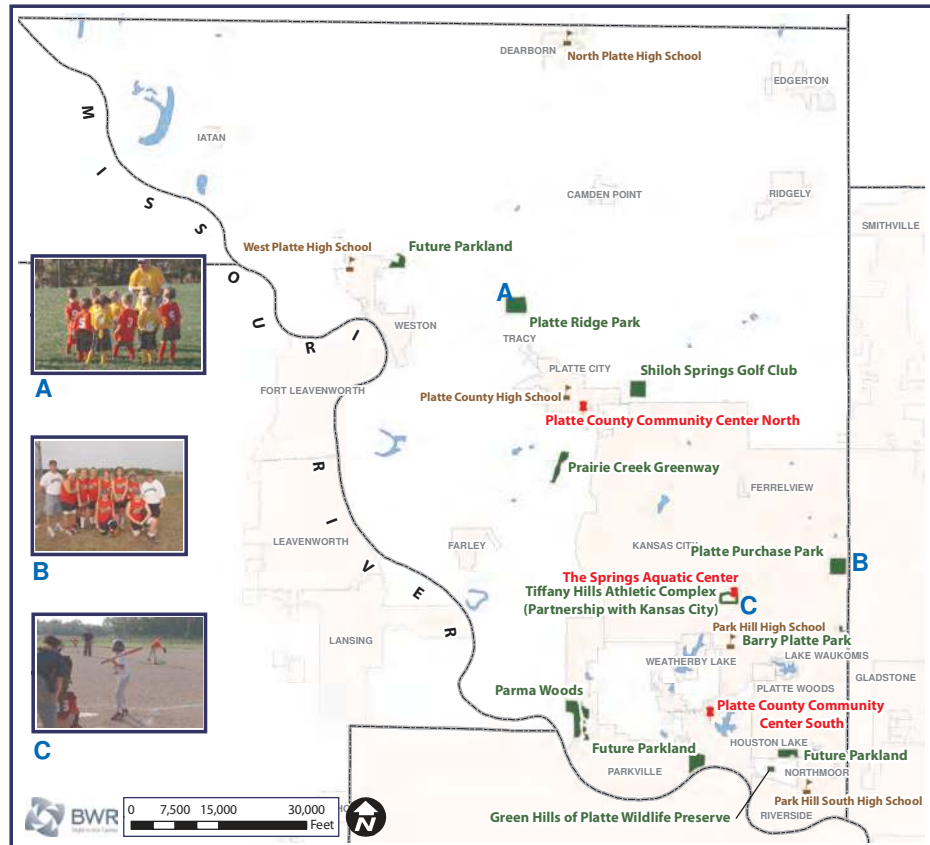 DEARBORN
North Platte High School
EDGERTON
MISSOURI RIVER
IATAN
CAMDEN POINT
RIDGELY
SMITHVILLE
West Platte High School
Future Parkland
A
Platte Ridge Park
WESTON
TRACY
PLATTE CITY
Shiloh Springs Golf Club
A
FORT LEAVENWORTH
Platte County High School
Platte County Community Center North
Prairie Creek Greenway
FERRELVIEW
LEAVENWORTH
FARLEY
KANSAS CITY
Platte Purchase Park
B
B
The Springs Aquatic Center
Tiffany Hills Athletic Complex
(Partnership with Kansas City)
C
LANSING
Park Hill High School
Barry Platte Park
WEATHERBY LAKE
LAKE WAUKOMIS
GLADSTONE
PLATTE WOODS
Parma Woods
Platte County Community
Center South
C
Future Parkland
HOUSTON LAKE
Future Parkland
PARKVILLE
NORTHMOOR
Park Hill South High School
Green Hills of Platte Wildlife Preserve
RIVERSIDE
BWR
0 7,500 15,000 30,000
Feet
N